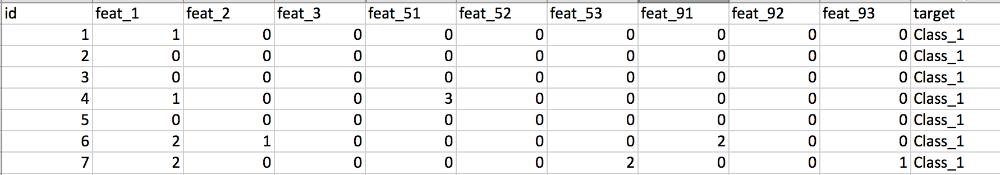 id feat_1 feat_2 feat_3 feat_51 feat_52 feat_53 feat_91 feat_92 feat_93 target
1 1 0 0 0 0 0 0 0 0 Class_1
2 0 0 0 0 0 0 0 0 0 Class_1
3 0 0 0 0 0 0 0 0 0 Class_1
4 1 0 0 3 0 0 0 0 0 Class_1
5 0 0 0 0 0 0 0 0 0 Class_1
6 2 1 0 0 0 0 2 0 0 Class_1
7 2 0 0 0 0 2 0 0 1 Class_1